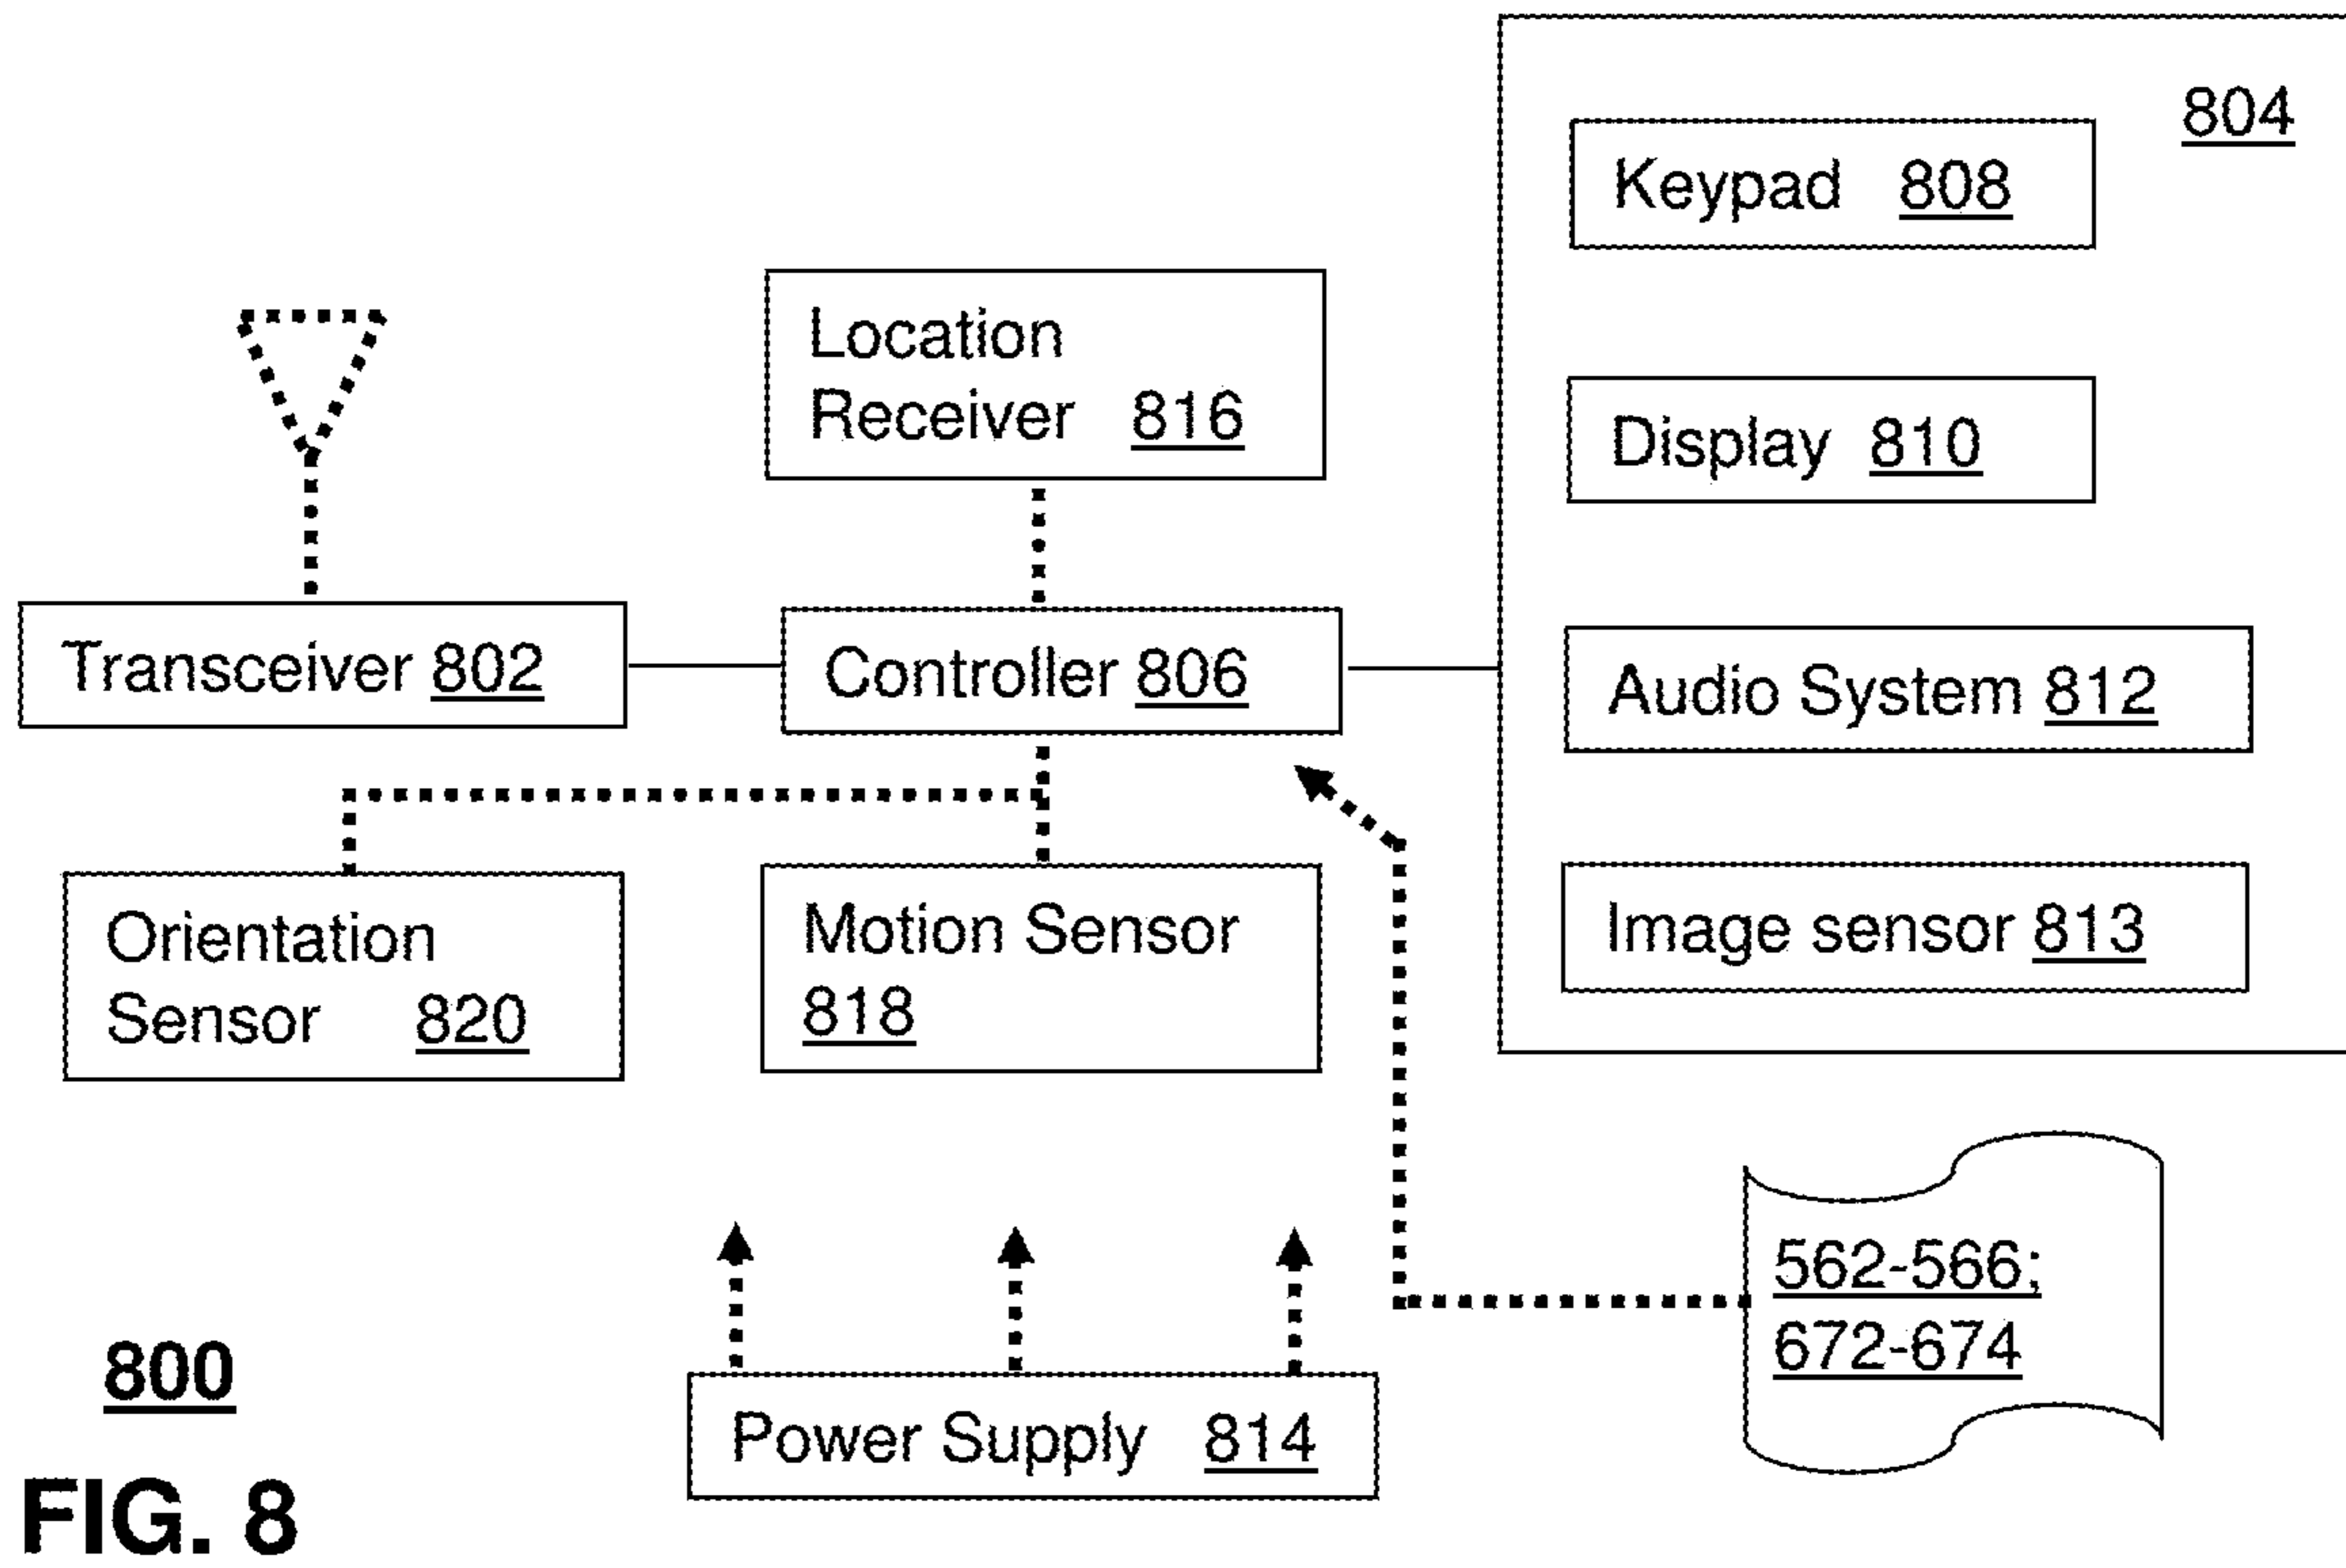 804
Keypad 808
Location
Receiver 816
Display 810
Transceiver 802
Controller 806
Audio System 812
Orientation
Sensor 820
Motion Sensor
818
Image sensor 813
562-566;
672-674
800
Power Supply 814
FIG. 8